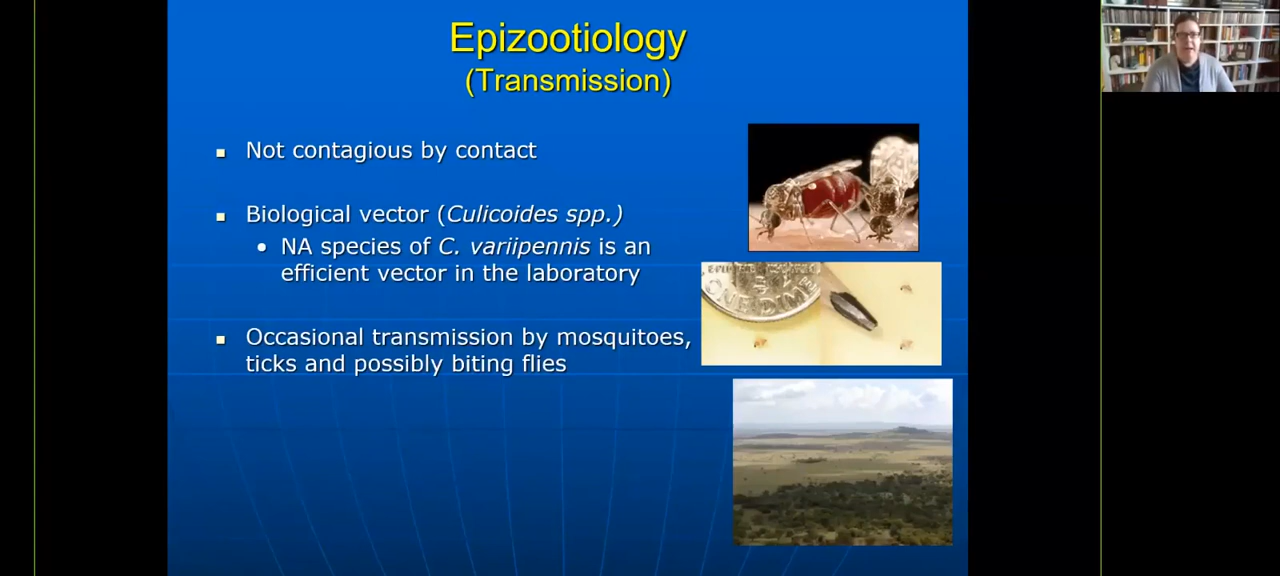 Epizootiology
(Transmission)
Not contagious by contact
Biological vector (Culicoides spp.)
NA species of C. variipennis is an
efficient vector in the laboratory
Occasional transmission by mosquitoes,
ticks and possibly biting flies
ONE DIME